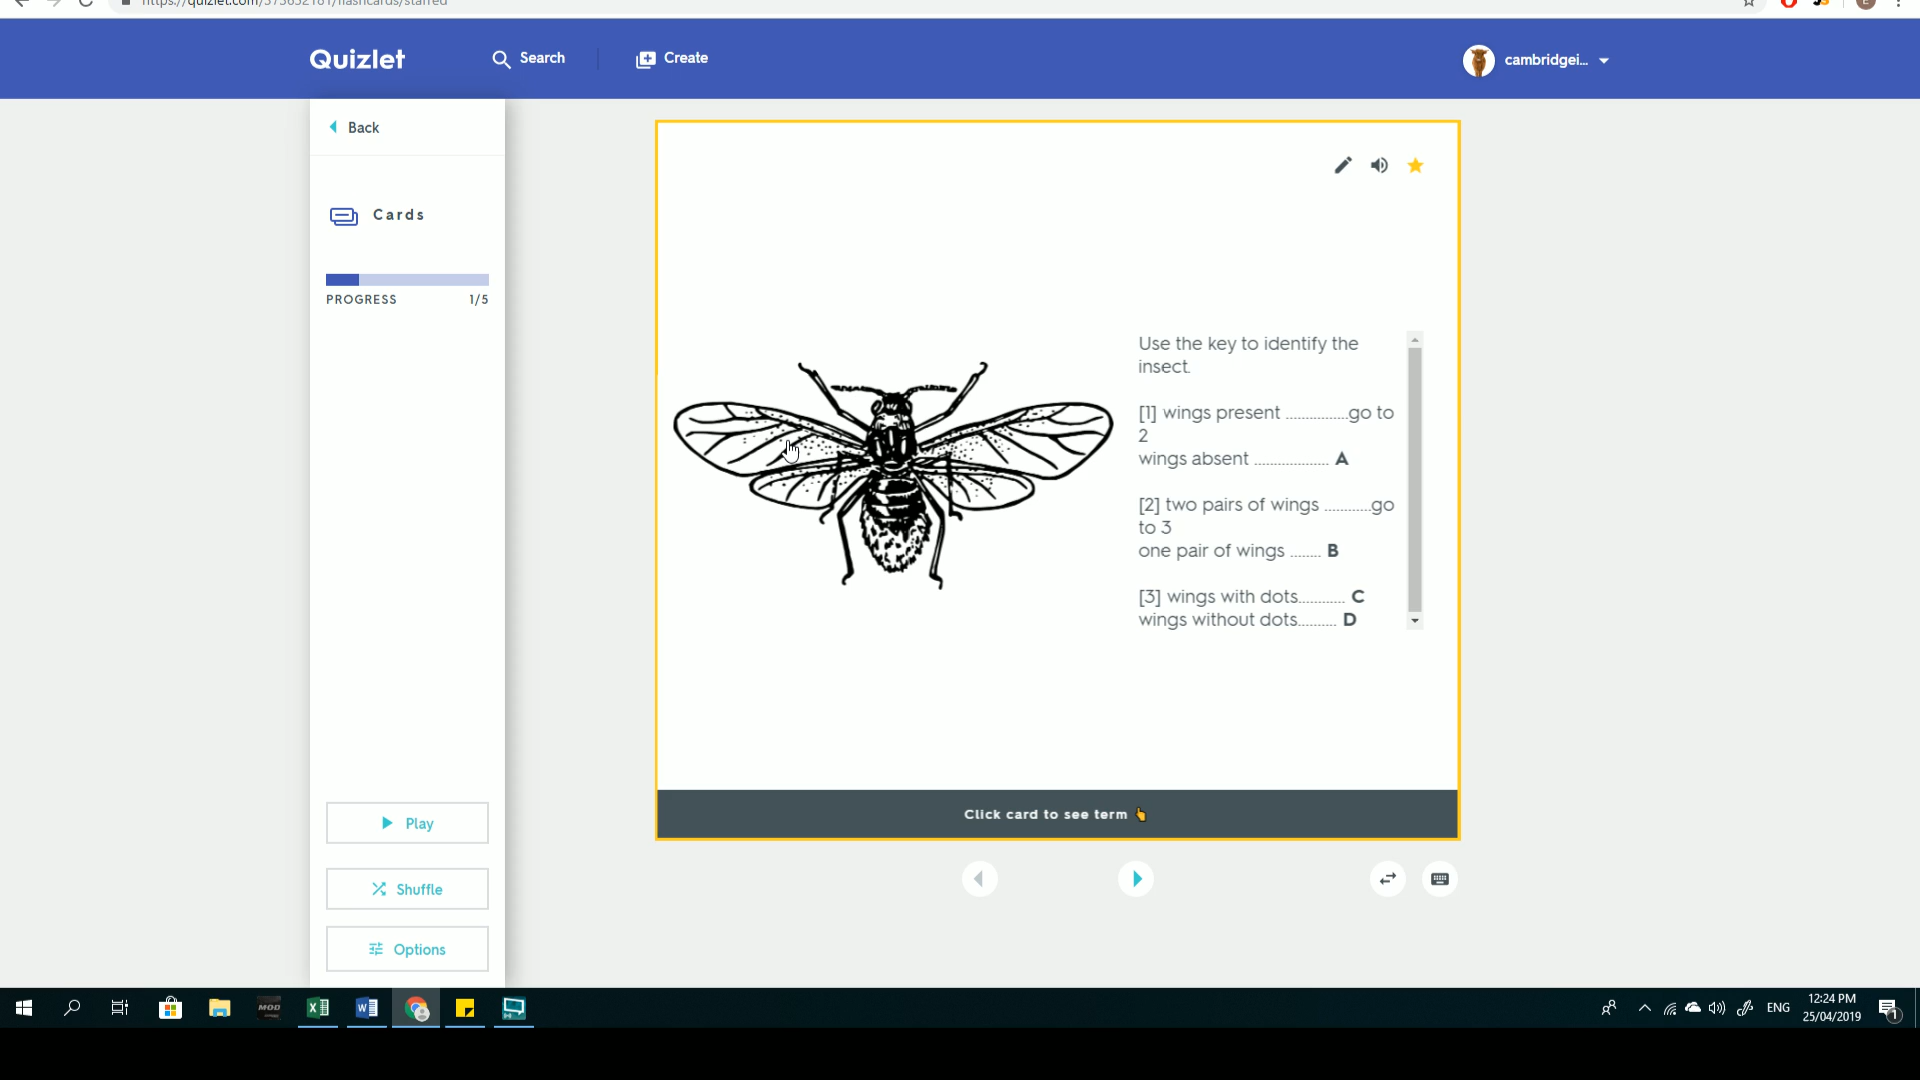 Quizlet
Search
Create
cambridgei...
Back
Cards
PROGRESS 1/5
Use the key to identify the
insect.
[1] wings present ................go to
2
wings absent ................... A
[2] two pairs of wings ............go
to 3
one pair of wings ........ B
[3] wings with dots............ C
wings without dots.......... D
Click card to see term
Play
Shuffle
Options
MOD
ENG
12:24 PM
25/04/2019
1